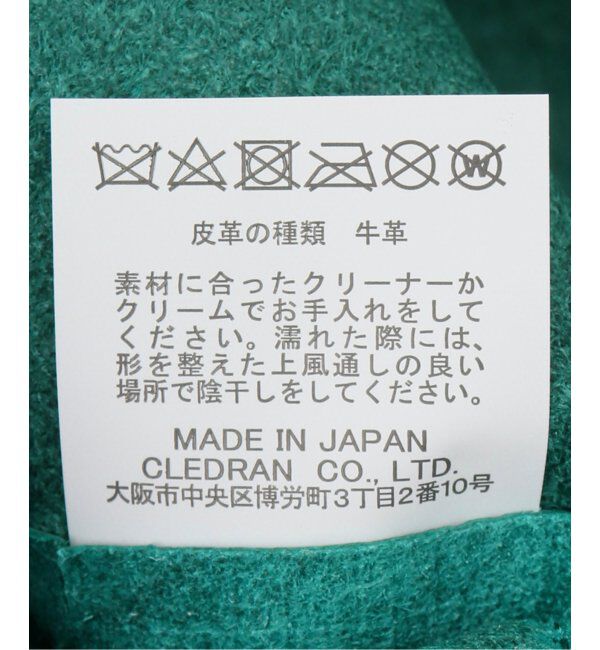 W
皮革の種類　牛革
素材に合ったクリーナーか
クリームでお手入れをして
ください。濡れた際には、
形を整えた上風通しの良い
場所で陰干しをしてください。
MADE IN JAPAN
CLEDRAN CO., LTD.
大阪市中央区博労町3丁目2番10号